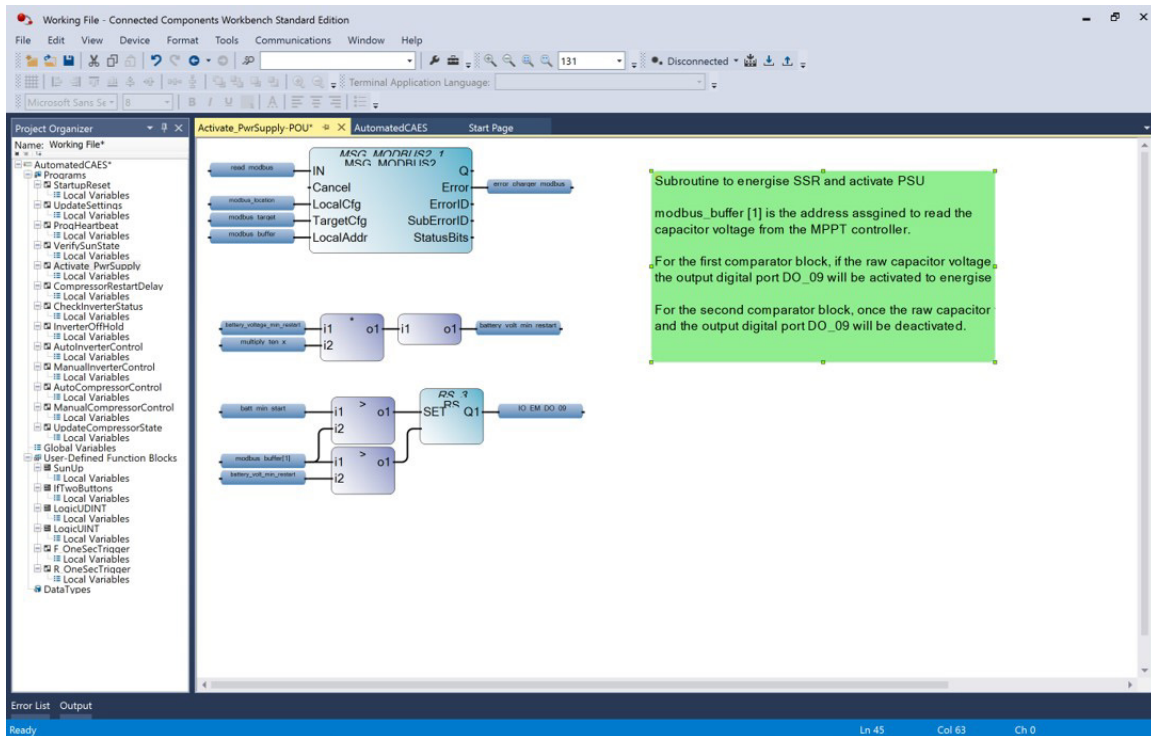 Working File - Connected Components Workbench Standard Edition
File Edit View Device Format Tools Communications Window Help
131
Disconnected
Terminal Application Language:
Microsoft Sans Se 8 B I U A
Project Organizer
Name: Working File*
AutomatedCAES*
Programs
StartupReset
Local Variables
UpdateSettings
Local Variables
ProgHeartbeat
Local Variables
VerifySunState
Local Variables
Activate_PwrSupply
Local Variables
CompressorRestartDelay
Local Variables
CheckInverterStatus
Local Variables
InverterOffHold
Local Variables
AutoInverterControl
Local Variables
ManualInverterControl
Local Variables
AutoCompressorControl
Local Variables
ManualCompressorControl
Local Variables
UpdateCompressorState
Local Variables
Global Variables
User-Defined Function Blocks
SunUp
Local Variables
IfTwoButtons
Local Variables
LogicUDINT
Local Variables
LogicUINT
Local Variables
F_OneSecTrigger
Local Variables
R_OneSecTrigger
Local Variables
DataTypes
Activate_PwrSupply-POU* AutomatedCAES Start Page
MSG_MODBUS2_1
MSG_MODBUS2
read modbus IN Q
Cancel Error error charger modbus
modbus_location LocalCfg ErrorID
modbus target TargetCfg SubErrorID
modbus buffer LocalAddr StatusBits
*
battery_voltage_min_restart i1 o1 i1 o1 battery volt min restart
multiply ten x i2
RS_3
RS
batt min start i1 > o1 SET Q1 IO EM DO 09
i2
modbus buffer[1] i1 > o1
battery_volt_min_restart i2
Subroutine to energise SSR and activate PSU
modbus_buffer [1] is the address assgined to read the
capacitor voltage from the MPPT controller.
For the first comparator block, if the raw capacitor voltage
the output digital port DO_09 will be activated to energise
For the second comparator block, once the raw capacitor
and the output digital port DO_09 will be deactivated.
Error List Output
Ready Ln 45 Col 63 Ch 0